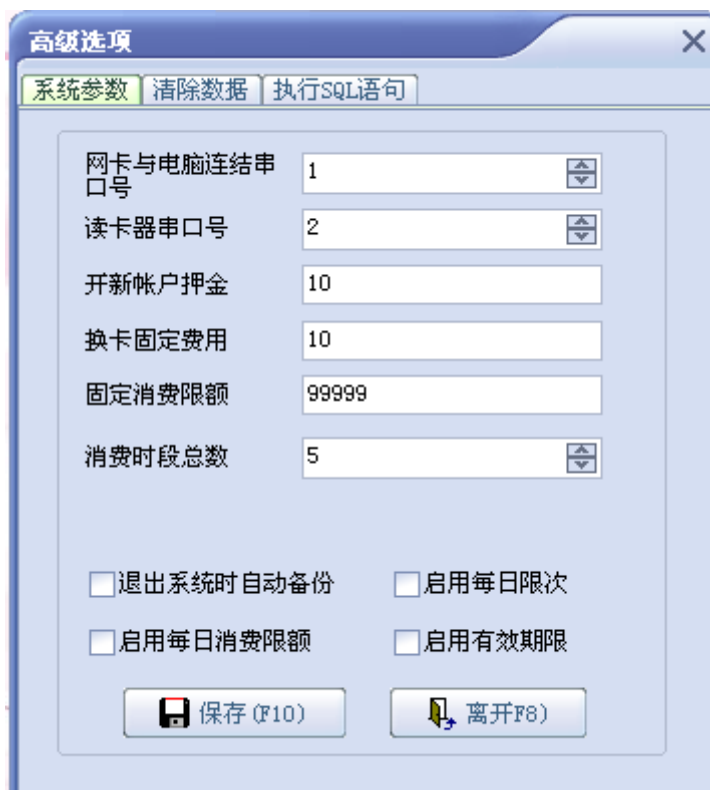 高级选项
系统参数 清除数据 执行SQL语句
网卡与电脑连结串
口号
1
读卡器串口号 2
开新帐户押金 10
换卡固定费用 10
固定消费限额 99999
消费时段总数 5
退出系统时自动备份 启用每日限次
启用每日消费限额 启用有效期限
保存(F10) 离开F8)